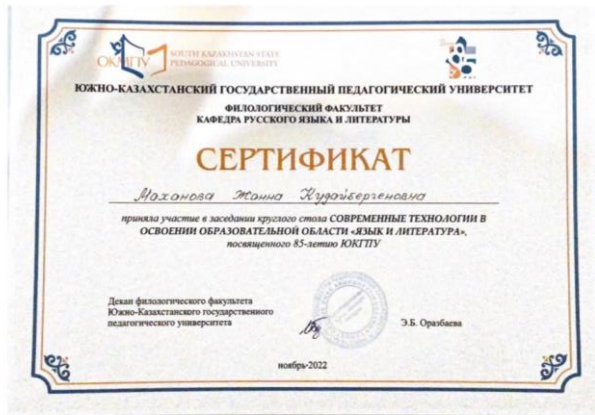 ОКМПУ
SOUTH KAZAKHSTAN STATE
PEDAGOGICAL UNIVERSITY
ЮЖНО-КАЗАХСТАНСКИЙ ГОСУДАРСТВЕННЫЙ ПЕДАГОГИЧЕСКИЙ УНИВЕРСИТЕТ
ФИЛОЛОГИЧЕСКИЙ ФАКУЛЬТЕТ
КАФЕДРА РУССКОГО ЯЗЫКА И ЛИТЕРАТУРЫ
СЕРТИФИКАТ
Маханова Жанна Кудайбергеновна
приняла участие в заседании круглого стола СОВРЕМЕННЫЕ ТЕХНОЛОГИИ В
ОСВОЕНИИ ОБРАЗОВАТЕЛЬНОЙ ОБЛАСТИ «ЯЗЫК И ЛИТЕРАТУРА»,
посвященного 85-летию ЮКГПУ
Декан филологического факультета
Южно-Казахстанского государственного
педагогического университета
Э.Б. Оразбаева
ноябрь-2022